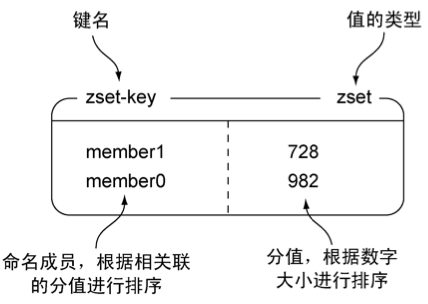 键名
值的类型
zset-key
zset
member1
728
member0
982
命名成员，根据相关联
的分值进行排序
分值，根据数字
大小进行排序